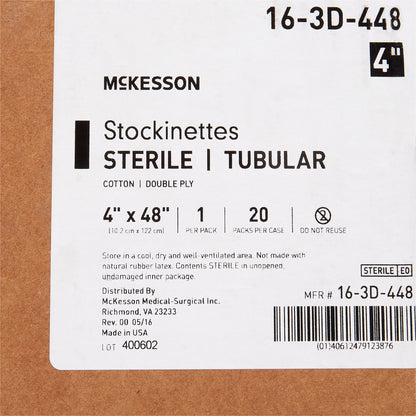 16-3D-448
4"
McKESSON
Stockinettes
STERILE | TUBULAR
COTTON | DOUBLE PLY
4" x 48" | 1 | 20
(10.2 cm x 122 cm) PER PACK PACKS PER CASE DO NOT REUSE
Store in a cool, dry and well-ventilated area. Not made with
natural rubber latex. Contents STERILE in unopened,
undamaged inner package.
STERILE EO
Distributed By
McKesson Medical-Surgical Inc.
Richmond, VA 23233
Rev. 00 05/16
Made in USA
LOT 400602
MFR # 16-3D-448
(01)40612479123876